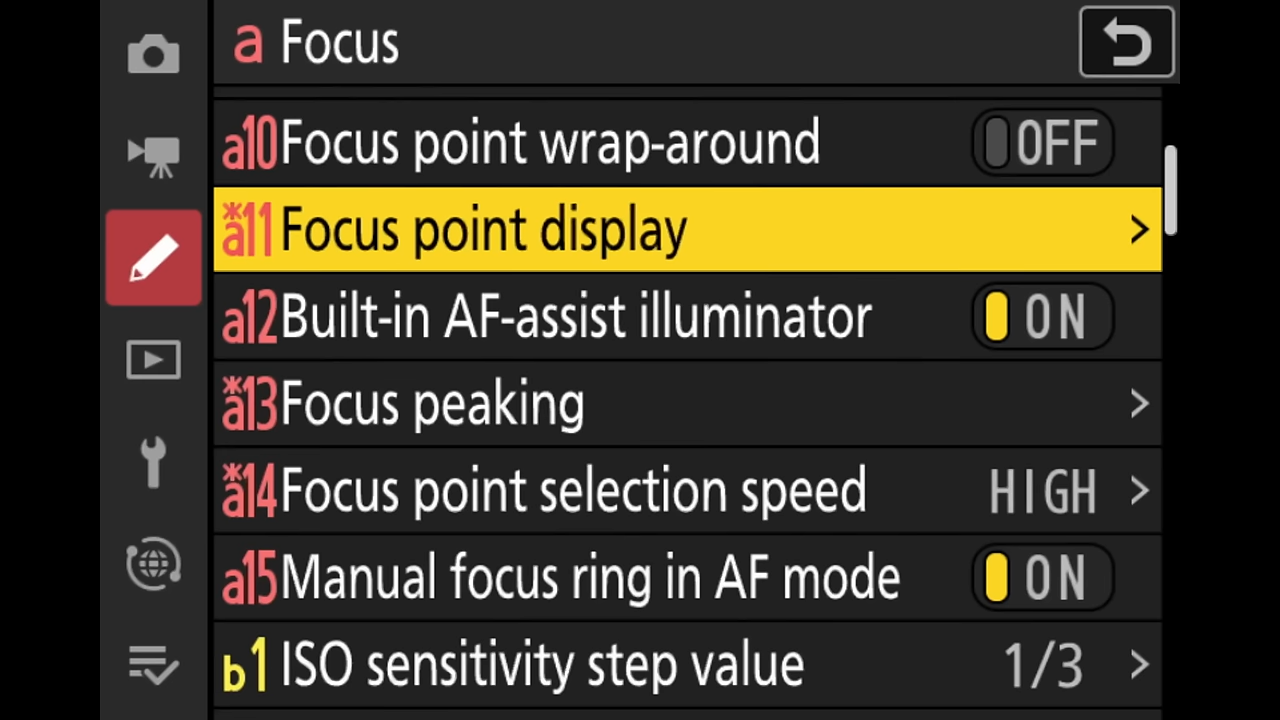 a Focus
a10 Focus point wrap-around OFF
*a11 Focus point display >
a12 Built-in AF-assist illuminator ON
*a13 Focus peaking >
*a14 Focus point selection speed HIGH >
a15 Manual focus ring in AF mode ON
b1 ISO sensitivity step value 1/3 >